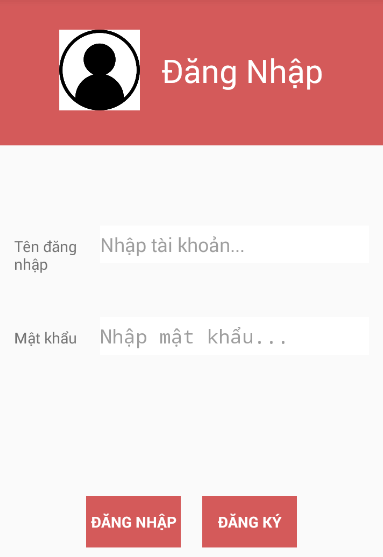 Đăng Nhập
Tên đăng
nhập
Nhập tài khoản...
Mật khẩu
Nhập mật khẩu...
ĐĂNG NHẬP
ĐĂNG KÝ